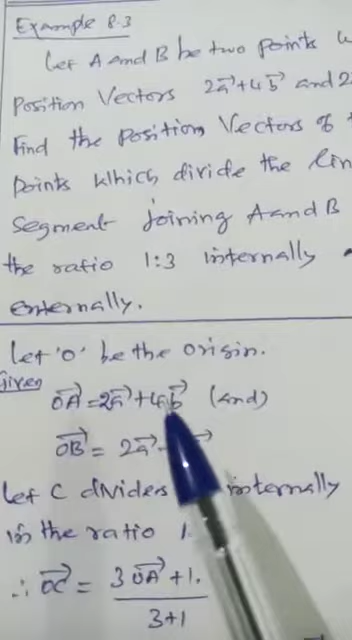 Example 8.3
Let A and B be two points
Position Vectors 2a⃗+4b⃗ and 2
Find the position Vectors of
points which divide the
segment joining A and B
the ratio 1:3 internally
externally.
Let 'O' be the origin.
Given
OA⃗ = 2a⃗+4b⃗ (and)
OB⃗ = 2a⃗
Let C divides internally
in the ratio 1
∴ OC⃗ = 3OA⃗ + 1.
3+1